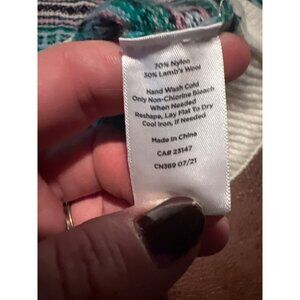 70% Nylon
30% Lamb's Wool
Hand Wash Cold
Only Non-Chlorine Bleach
When Needed
Reshape, Lay Flat To Dry
Cool Iron, If Needed
Made in China
CA# 23147
CN369 07/21